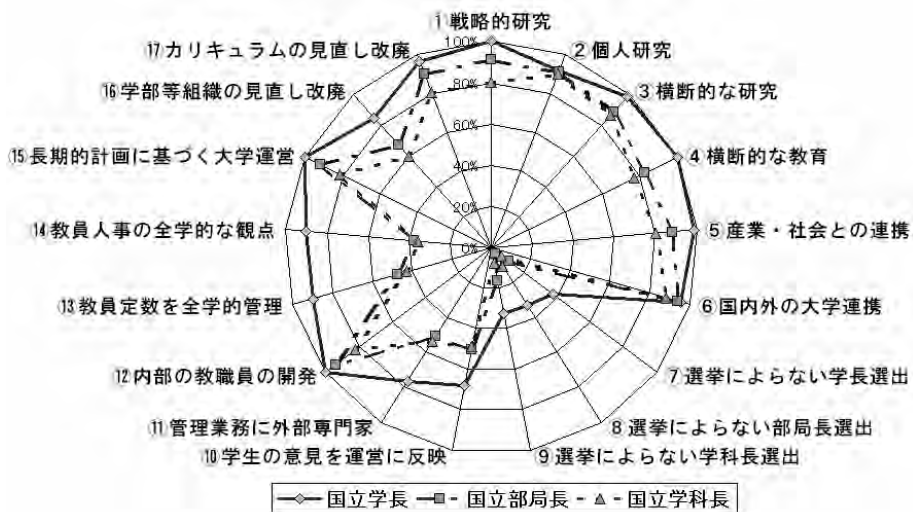 ①戦略的研究
②個人研究
③横断的な研究
④横断的な教育
⑤産業・社会との連携
⑥国内外の大学連携
⑦選挙によらない学長選出
⑧選挙によらない部局長選出
⑨選挙によらない学科長選出
⑩学生の意見を運営に反映
⑪管理業務に外部専門家
⑫内部の教職員の開発
⑬教員定数を全学的管理
⑭教員人事の全学的な観点
⑮長期的計画に基づく大学運営
⑯学部等組織の見直し改廃
⑰カリキュラムの見直し改廃
100%
80%
60%
40%
20%
0%
国立学長
国立部局長
国立学科長